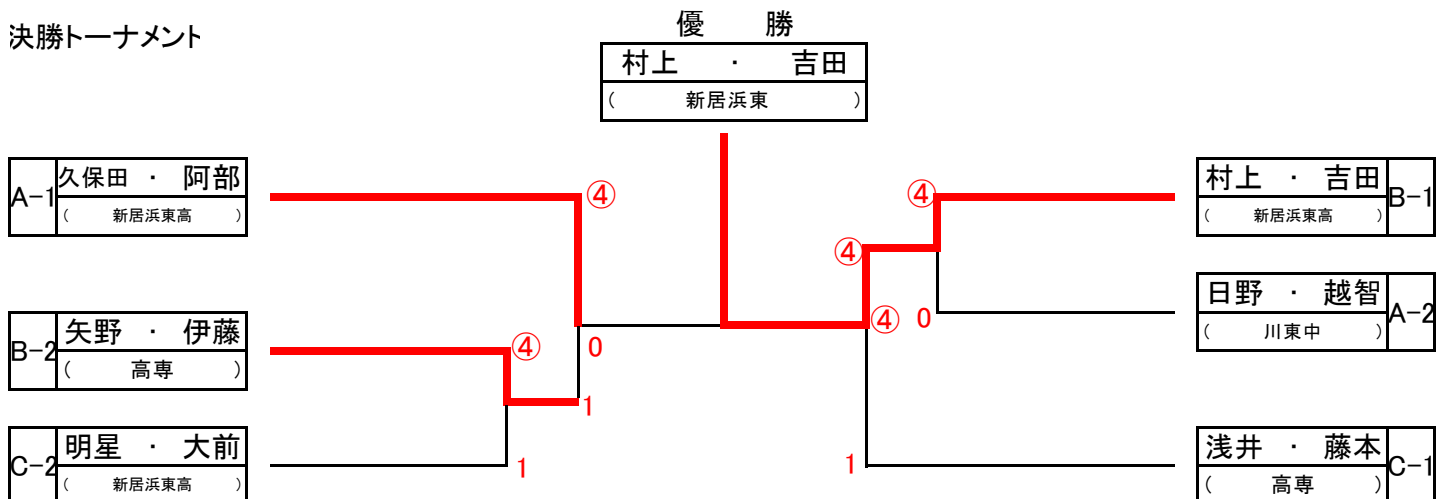 決勝トーナメント
優 勝
村上 ・ 吉田
( 新居浜東 )
A-1 久保田 ・ 阿部
( 新居浜東高 )
④
④
村上 ・ 吉田 B-1
( 新居浜東高 )
④
日野 ・ 越智 A-2
( 川東中 )
B-2 矢野 ・ 伊藤
( 高専 )
④
0
④
0
1
C-2 明星 ・ 大前
( 新居浜東高 )
1
1
浅井 ・ 藤本 C-1
( 高専 )